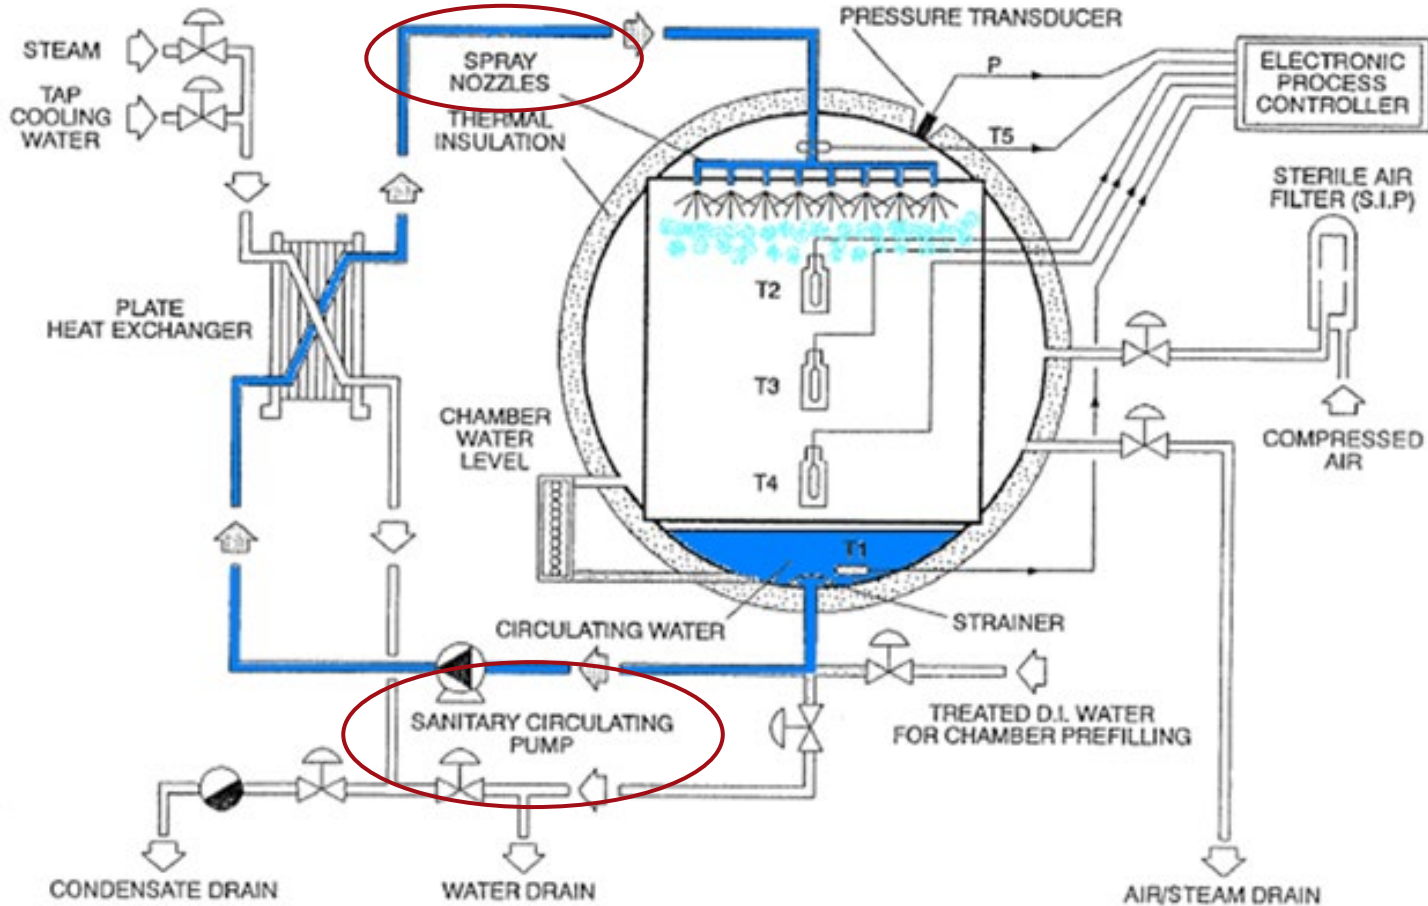 STEAM
TAP
COOLING
WATER
SPRAY
NOZZLES
THERMAL
INSULATION
PRESSURE TRANSDUCER
P
T5
ELECTRONIC
PROCESS
CONTROLLER
STERILE AIR
FILTER (S.I.P)
PLATE
HEAT EXCHANGER
T2
T3
T4
COMPRESSED
AIR
CHAMBER
WATER
LEVEL
T1
CIRCULATING WATER
STRAINER
SANITARY CIRCULATING
PUMP
TREATED D.I. WATER
FOR CHAMBER PREFILLING
CONDENSATE DRAIN
WATER DRAIN
AIR/STEAM DRAIN